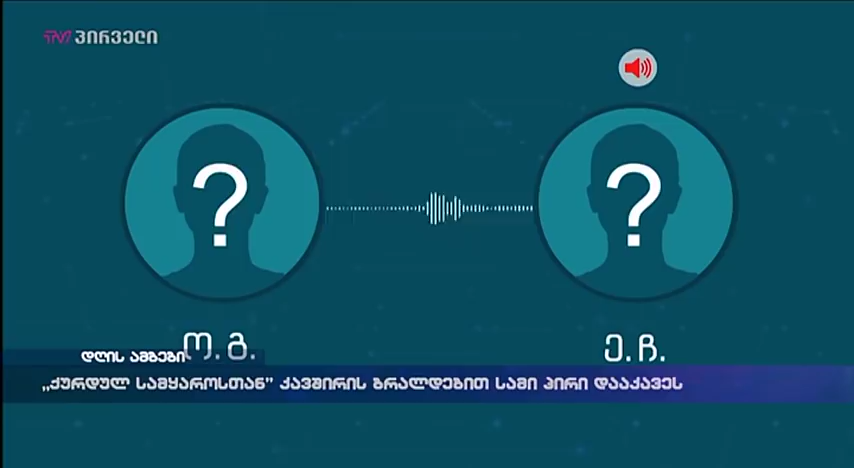 TV პირველი
? ?
ო. გ. ე. ჩ.
დღის ამბები
„ქურდულ სამყაროსთან” კავშირის ბრალდებით სამი პირი დააკავეს